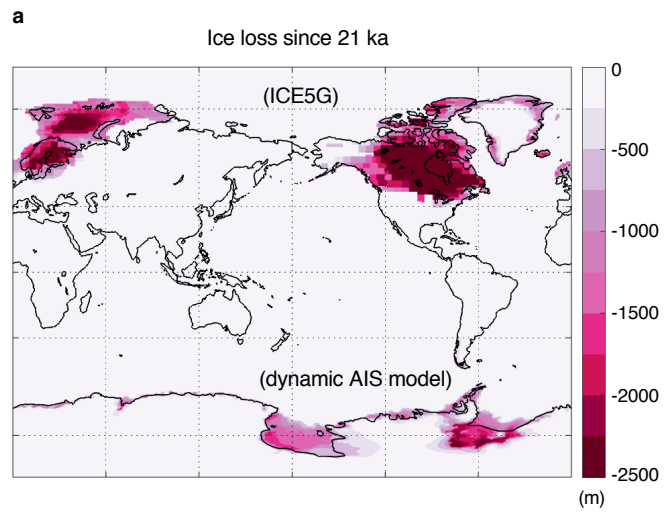 a
Ice loss since 21 ka
(ICE5G)
(dynamic AIS model)
0
-500
-1000
-1500
-2000
-2500
(m)